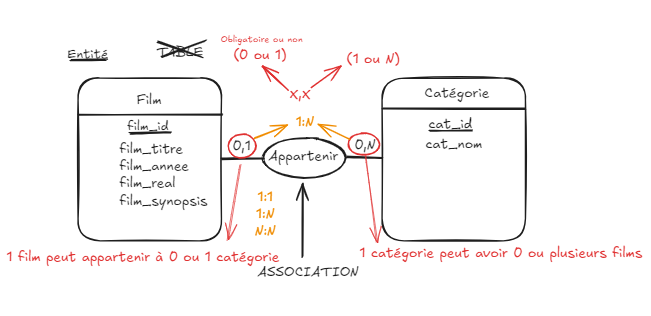 Obligatoire ou non
Entité
TABLE
(0 ou 1)
(1 ou N)
x,x
Film
Catégorie
film_id
1:N
cat_id
film_titre
0,1
Appartenir
0,N
cat_nom
film_annee
film_real
film_synopsis
1:1
1:N
N:N
1 film peut appartenir à 0 ou 1 catégorie
1 catégorie peut avoir 0 ou plusieurs films
ASSOCIATION